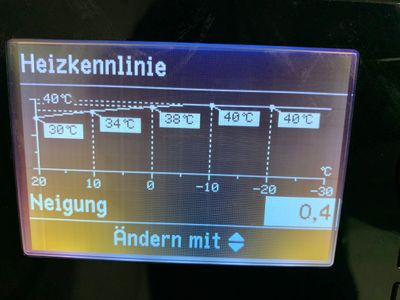 Heizkennlinie
40°C
30°C 34°C 38°C 40°C 40°C
°C
20 10 0 -10 -20 -30
Neigung 0,4
Ändern mit